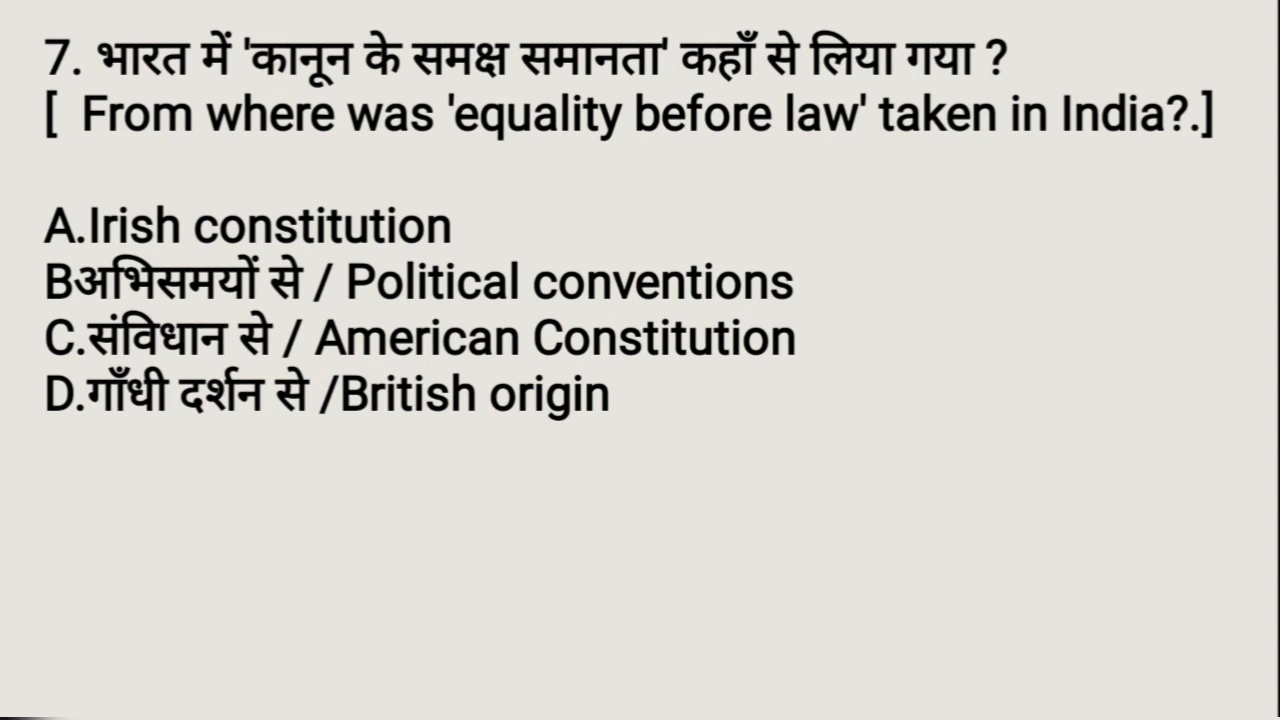 7. भारत में 'कानून के समक्ष समानता' कहाँ से लिया गया ?
[  From where was 'equality before law' taken in India?.]
A.Irish constitution
Bअभिसमयों से / Political conventions
C.संविधान से / American Constitution
D.गाँधी दर्शन से /British origin